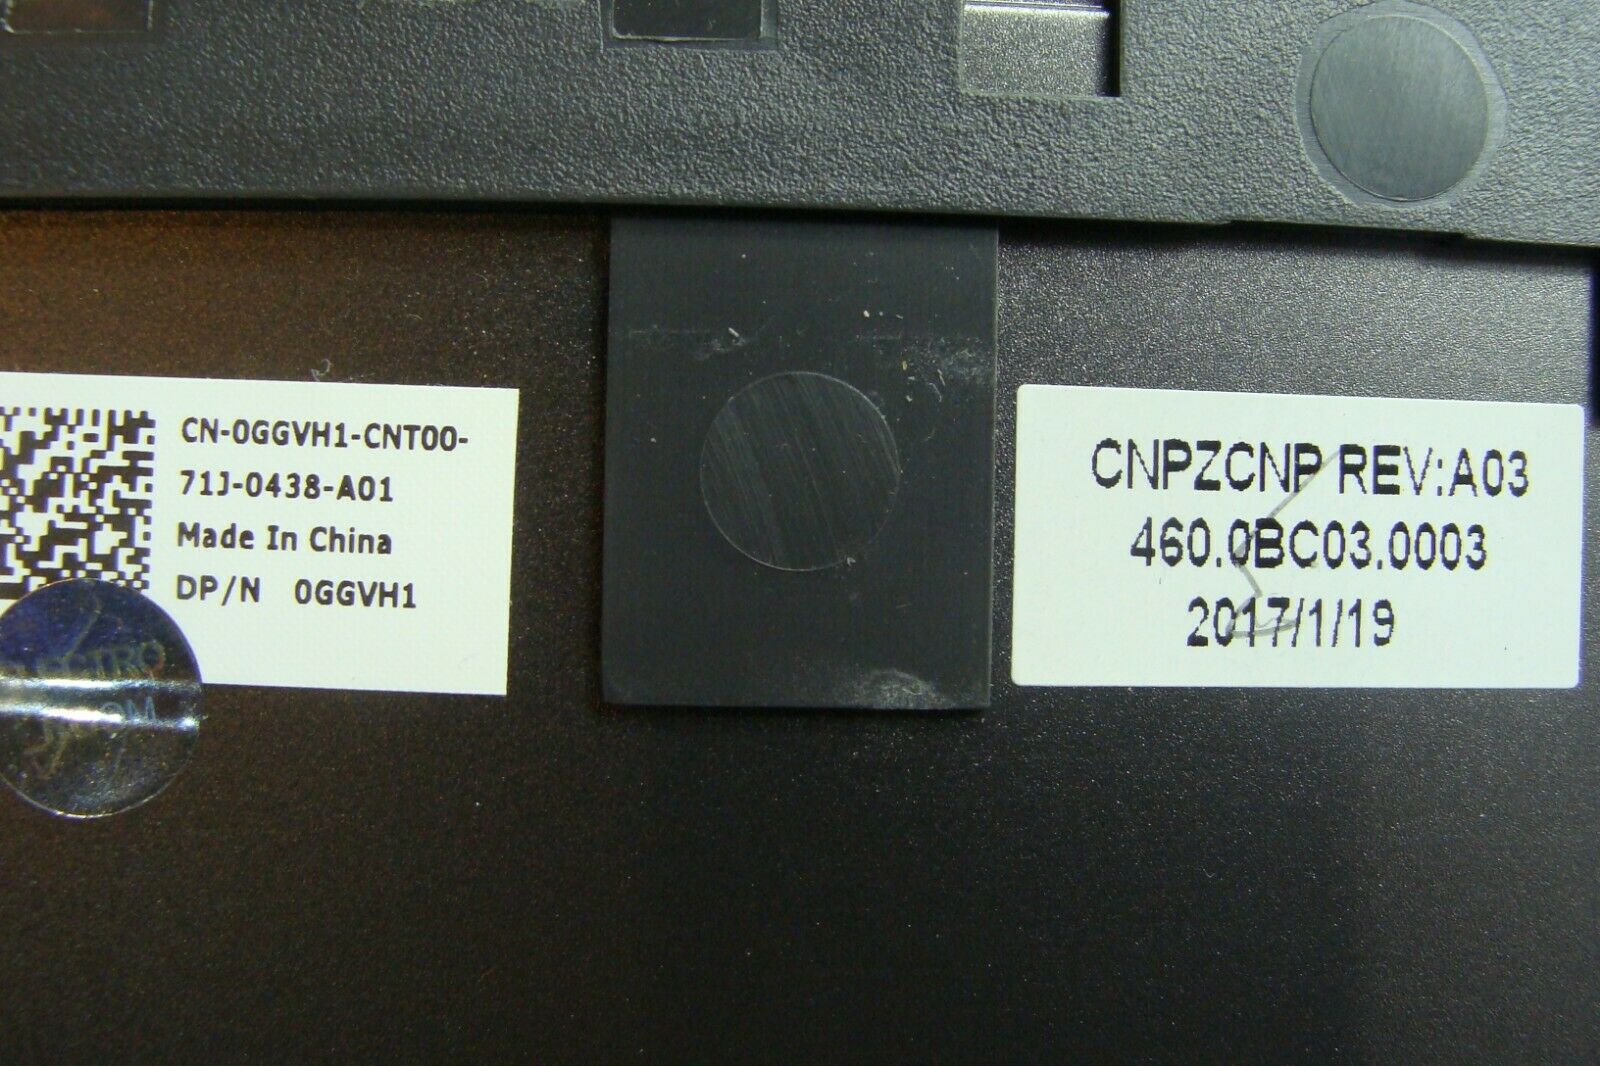 CN-0GGVH1-CNT00-
71J-0438-A01
Made In China
DP/N 0GGVH1
CNPZCNP REV:A03
460.0BC03.0003
2017/1/19